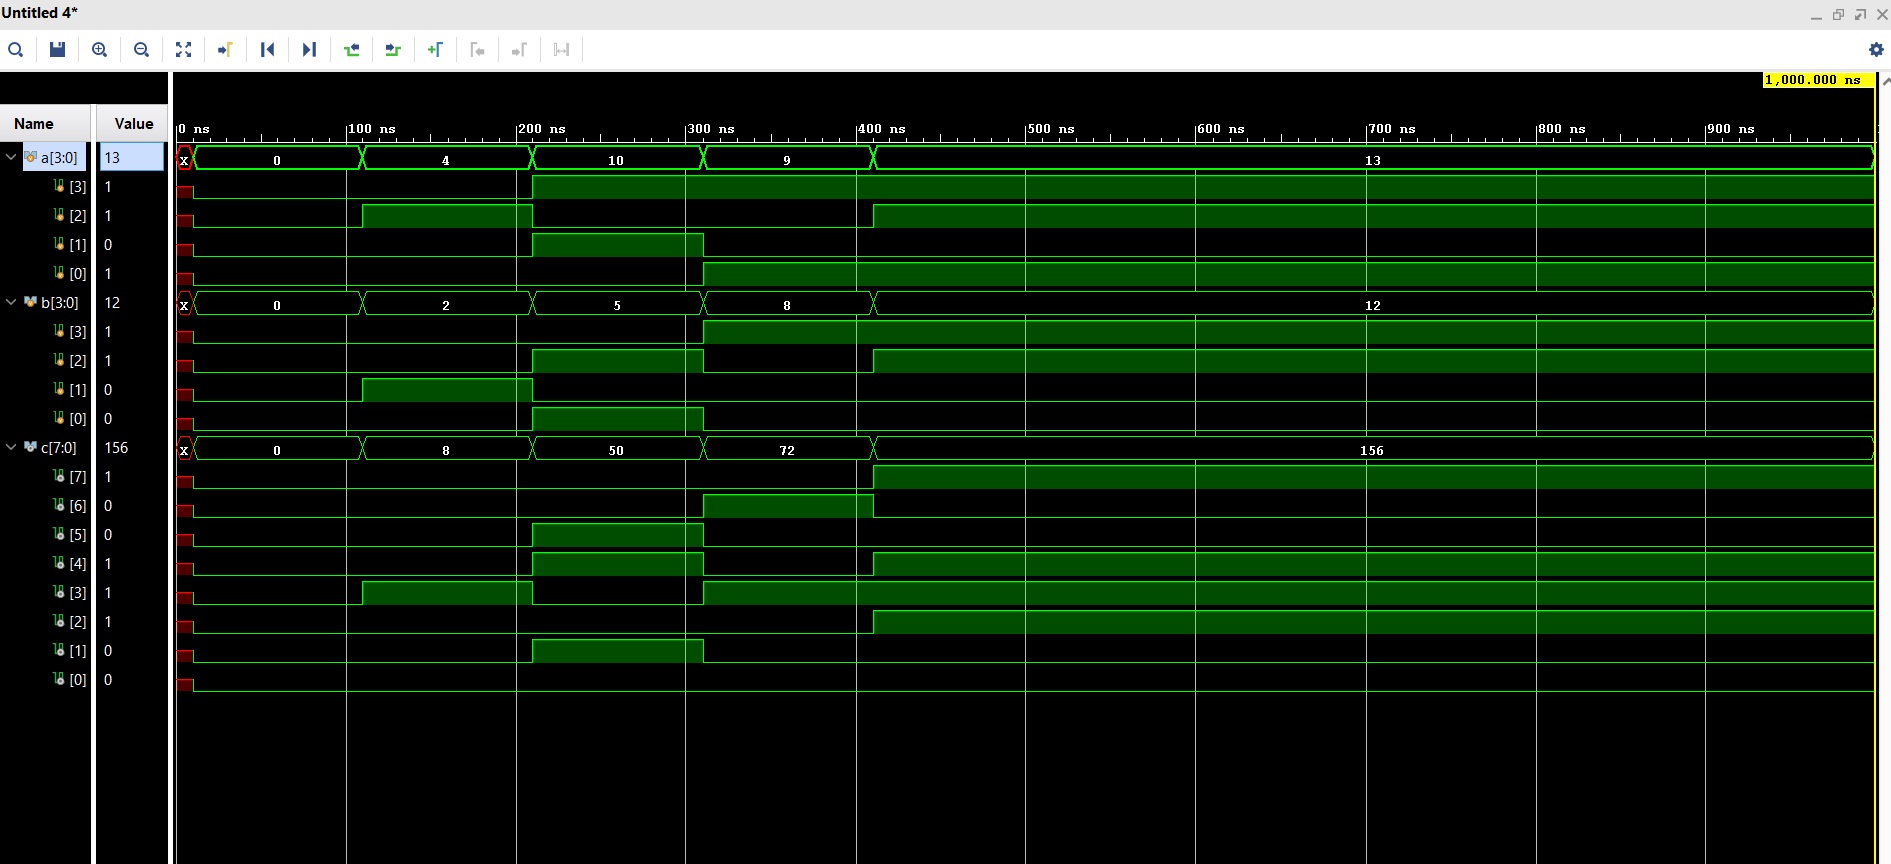 Untitled 4*
1,000.000 ns
Name Value
0 ns 100 ns 200 ns 300 ns 400 ns 500 ns 600 ns 700 ns 800 ns 900 ns
a[3:0] 13 X 0 4 10 9 13
[3] 1
[2] 1
[1] 0
[0] 1
b[3:0] 12 X 0 2 5 8 12
[3] 1
[2] 1
[1] 0
[0] 0
c[7:0] 156 X 0 8 50 72 156
[7] 1
[6] 0
[5] 0
[4] 1
[3] 1
[2] 1
[1] 0
[0] 0